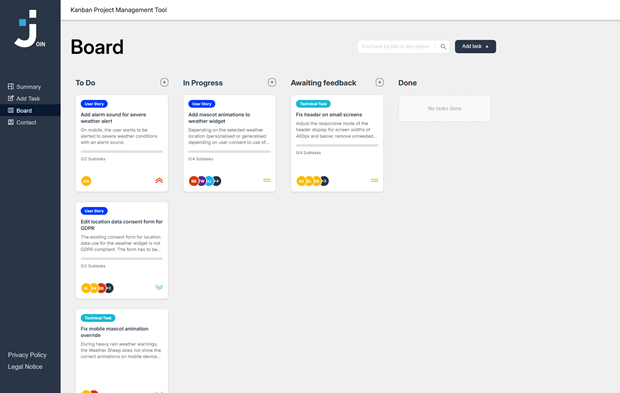 Kanban Project Management Tool
JOIN
Summary
Add Task
Board
Contact
Privacy Policy
Legal Notice
Board
Find task by title or description
Add task +
To Do
User Story
Add alarm sound for severe
weather alert
On mobile, the user wants to be
alerted to severe weather conditions
with an alarm sound.
0/2 Subtasks
User Story
Edit location data consent form for
GDPR
The existing consent form for location
data use for the weather widget is not
GDPR compliant. The form has to be...
0/2 Subtasks
Technical Task
Fix mobile mascot animation
override
During heavy rain weather warnings,
the Weather Sheep does not show the
correct animations on mobile device...
In Progress
User Story
Add mascot animations to
weather widget
Depending on the selected weather
location (personalised or generalised
depending on user consent to use of...
0/4 Subtasks
+4
Awaiting feedback
Technical Task
Fix header on small screens
Adjust the responsive mode of the
header display for screen widths of
400px and below; remove unneeded...
0/4 Subtasks
Done
No tasks done